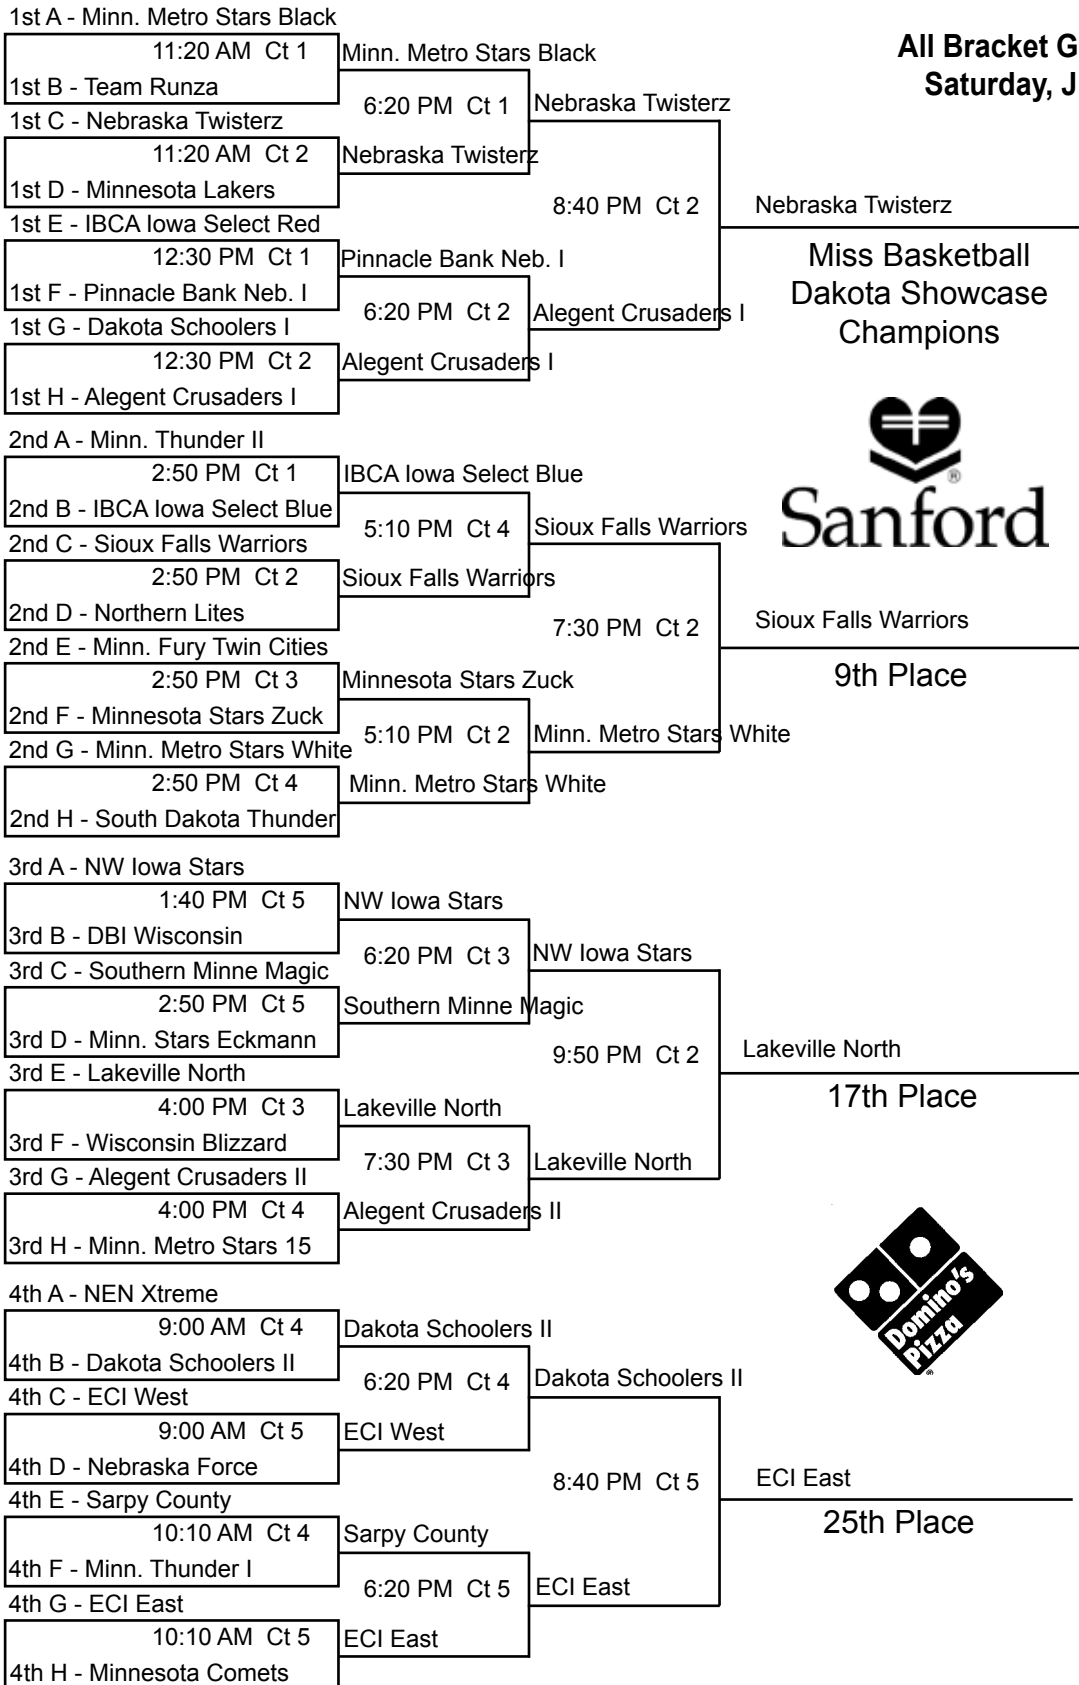 1st A - Minn. Metro Stars Black
11:20 AM Ct 1
1st B - Team Runza
Minn. Metro Stars Black
All Bracket G
Saturday, J
6:20 PM Ct 1
Nebraska Twisterz
1st C - Nebraska Twisterz
11:20 AM Ct 2
1st D - Minnesota Lakers
Nebraska Twisterz
8:40 PM Ct 2
Nebraska Twisterz
1st E - IBCA Iowa Select Red
12:30 PM Ct 1
1st F - Pinnacle Bank Neb. I
Pinnacle Bank Neb. I
Miss Basketball
Dakota Showcase
Champions
6:20 PM Ct 2
Alegent Crusaders I
1st G - Dakota Schoolers I
12:30 PM Ct 2
1st H - Alegent Crusaders I
Alegent Crusaders I
®
Sanford
2nd A - Minn. Thunder II
2:50 PM Ct 1
2nd B - IBCA Iowa Select Blue
IBCA Iowa Select Blue
5:10 PM Ct 4
Sioux Falls Warriors
2nd C - Sioux Falls Warriors
2:50 PM Ct 2
2nd D - Northern Lites
Sioux Falls Warriors
7:30 PM Ct 2
Sioux Falls Warriors
9th Place
2nd E - Minn. Fury Twin Cities
2:50 PM Ct 3
2nd F - Minnesota Stars Zuck
Minnesota Stars Zuck
5:10 PM Ct 2
Minn. Metro Stars White
2nd G - Minn. Metro Stars White
2:50 PM Ct 4
2nd H - South Dakota Thunder
Minn. Metro Stars White
3rd A - NW Iowa Stars
1:40 PM Ct 5
3rd B - DBI Wisconsin
NW Iowa Stars
6:20 PM Ct 3
NW Iowa Stars
3rd C - Southern Minne Magic
2:50 PM Ct 5
3rd D - Minn. Stars Eckmann
Southern Minne Magic
9:50 PM Ct 2
Lakeville North
17th Place
3rd E - Lakeville North
4:00 PM Ct 3
3rd F - Wisconsin Blizzard
Lakeville North
7:30 PM Ct 3
Lakeville North
3rd G - Alegent Crusaders II
4:00 PM Ct 4
3rd H - Minn. Metro Stars 15
Alegent Crusaders II
Domino's
Pizza
®
4th A - NEN Xtreme
9:00 AM Ct 4
4th B - Dakota Schoolers II
Dakota Schoolers II
6:20 PM Ct 4
Dakota Schoolers II
4th C - ECI West
9:00 AM Ct 5
4th D - Nebraska Force
ECI West
8:40 PM Ct 5
ECI East
25th Place
4th E - Sarpy County
10:10 AM Ct 4
4th F - Minn. Thunder I
Sarpy County
6:20 PM Ct 5
ECI East
4th G - ECI East
10:10 AM Ct 5
4th H - Minnesota Comets
ECI East